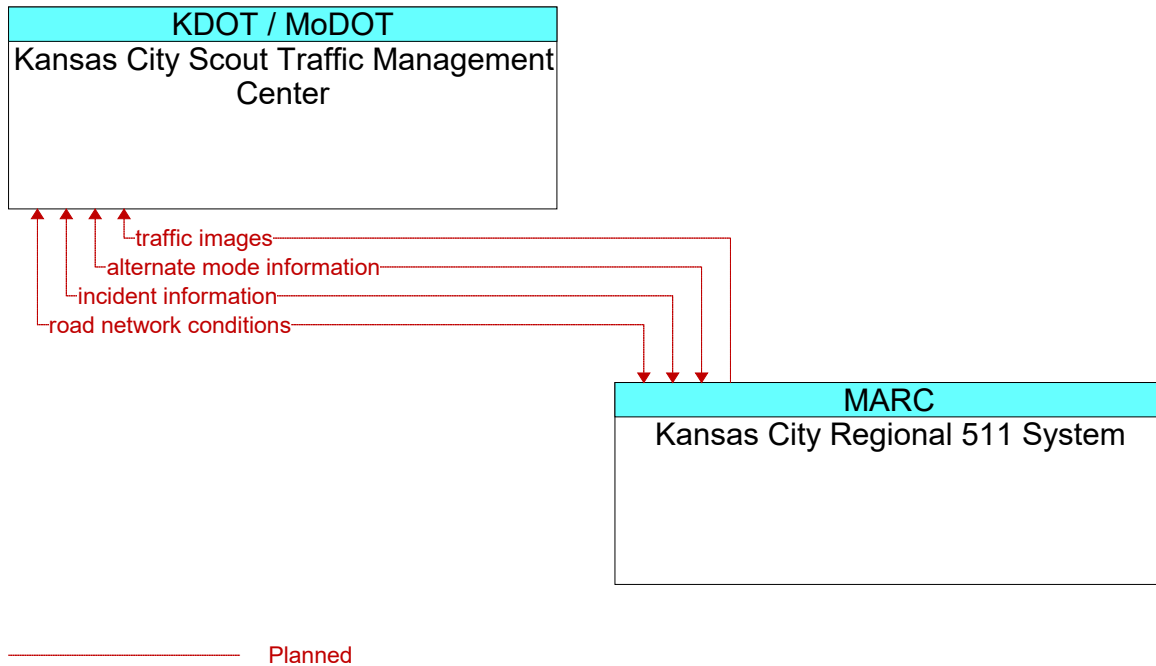 KDOT / MoDOT
Kansas City Scout Traffic Management
Center
traffic images
alternate mode information
incident information
road network conditions
MARC
Kansas City Regional 511 System
Planned